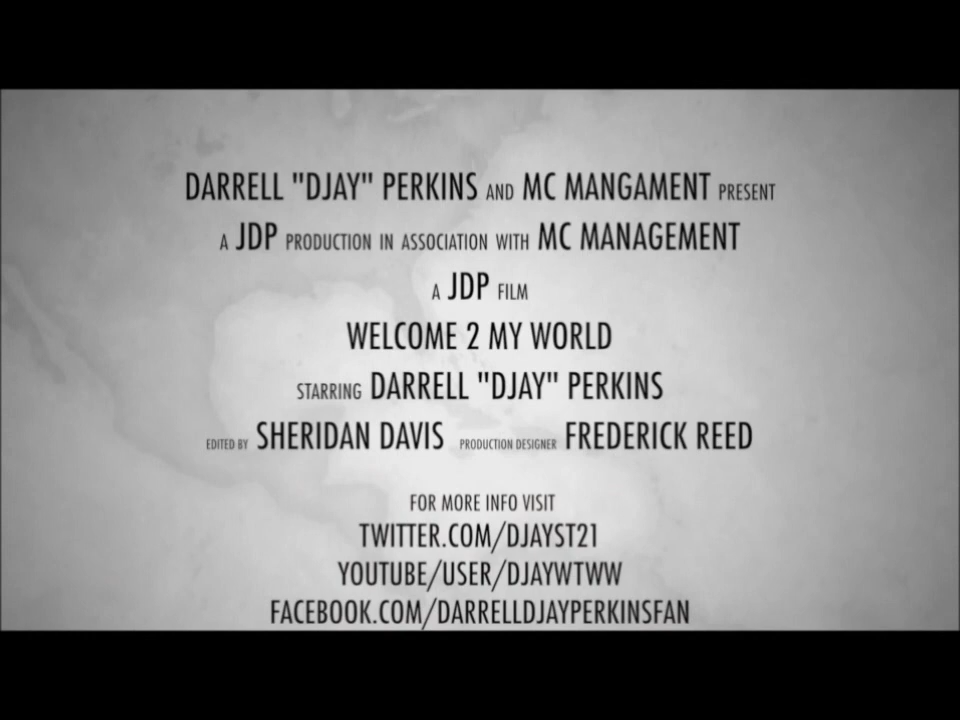 DARRELL "DJAY" PERKINS AND MC MANGAMENT PRESENT
A JDP PRODUCTION IN ASSOCIATION WITH MC MANAGEMENT
A JDP FILM
WELCOME 2 MY WORLD
STARRING DARRELL "DJAY" PERKINS
EDITED BY SHERIDAN DAVIS PRODUCTION DESIGNER FREDERICK REED
FOR MORE INFO VISIT
TWITTER.COM/DJAYST21
YOUTUBE/USER/DJAYWTWW
FACEBOOK.COM/DARRELLDJAYPERKINSFAN